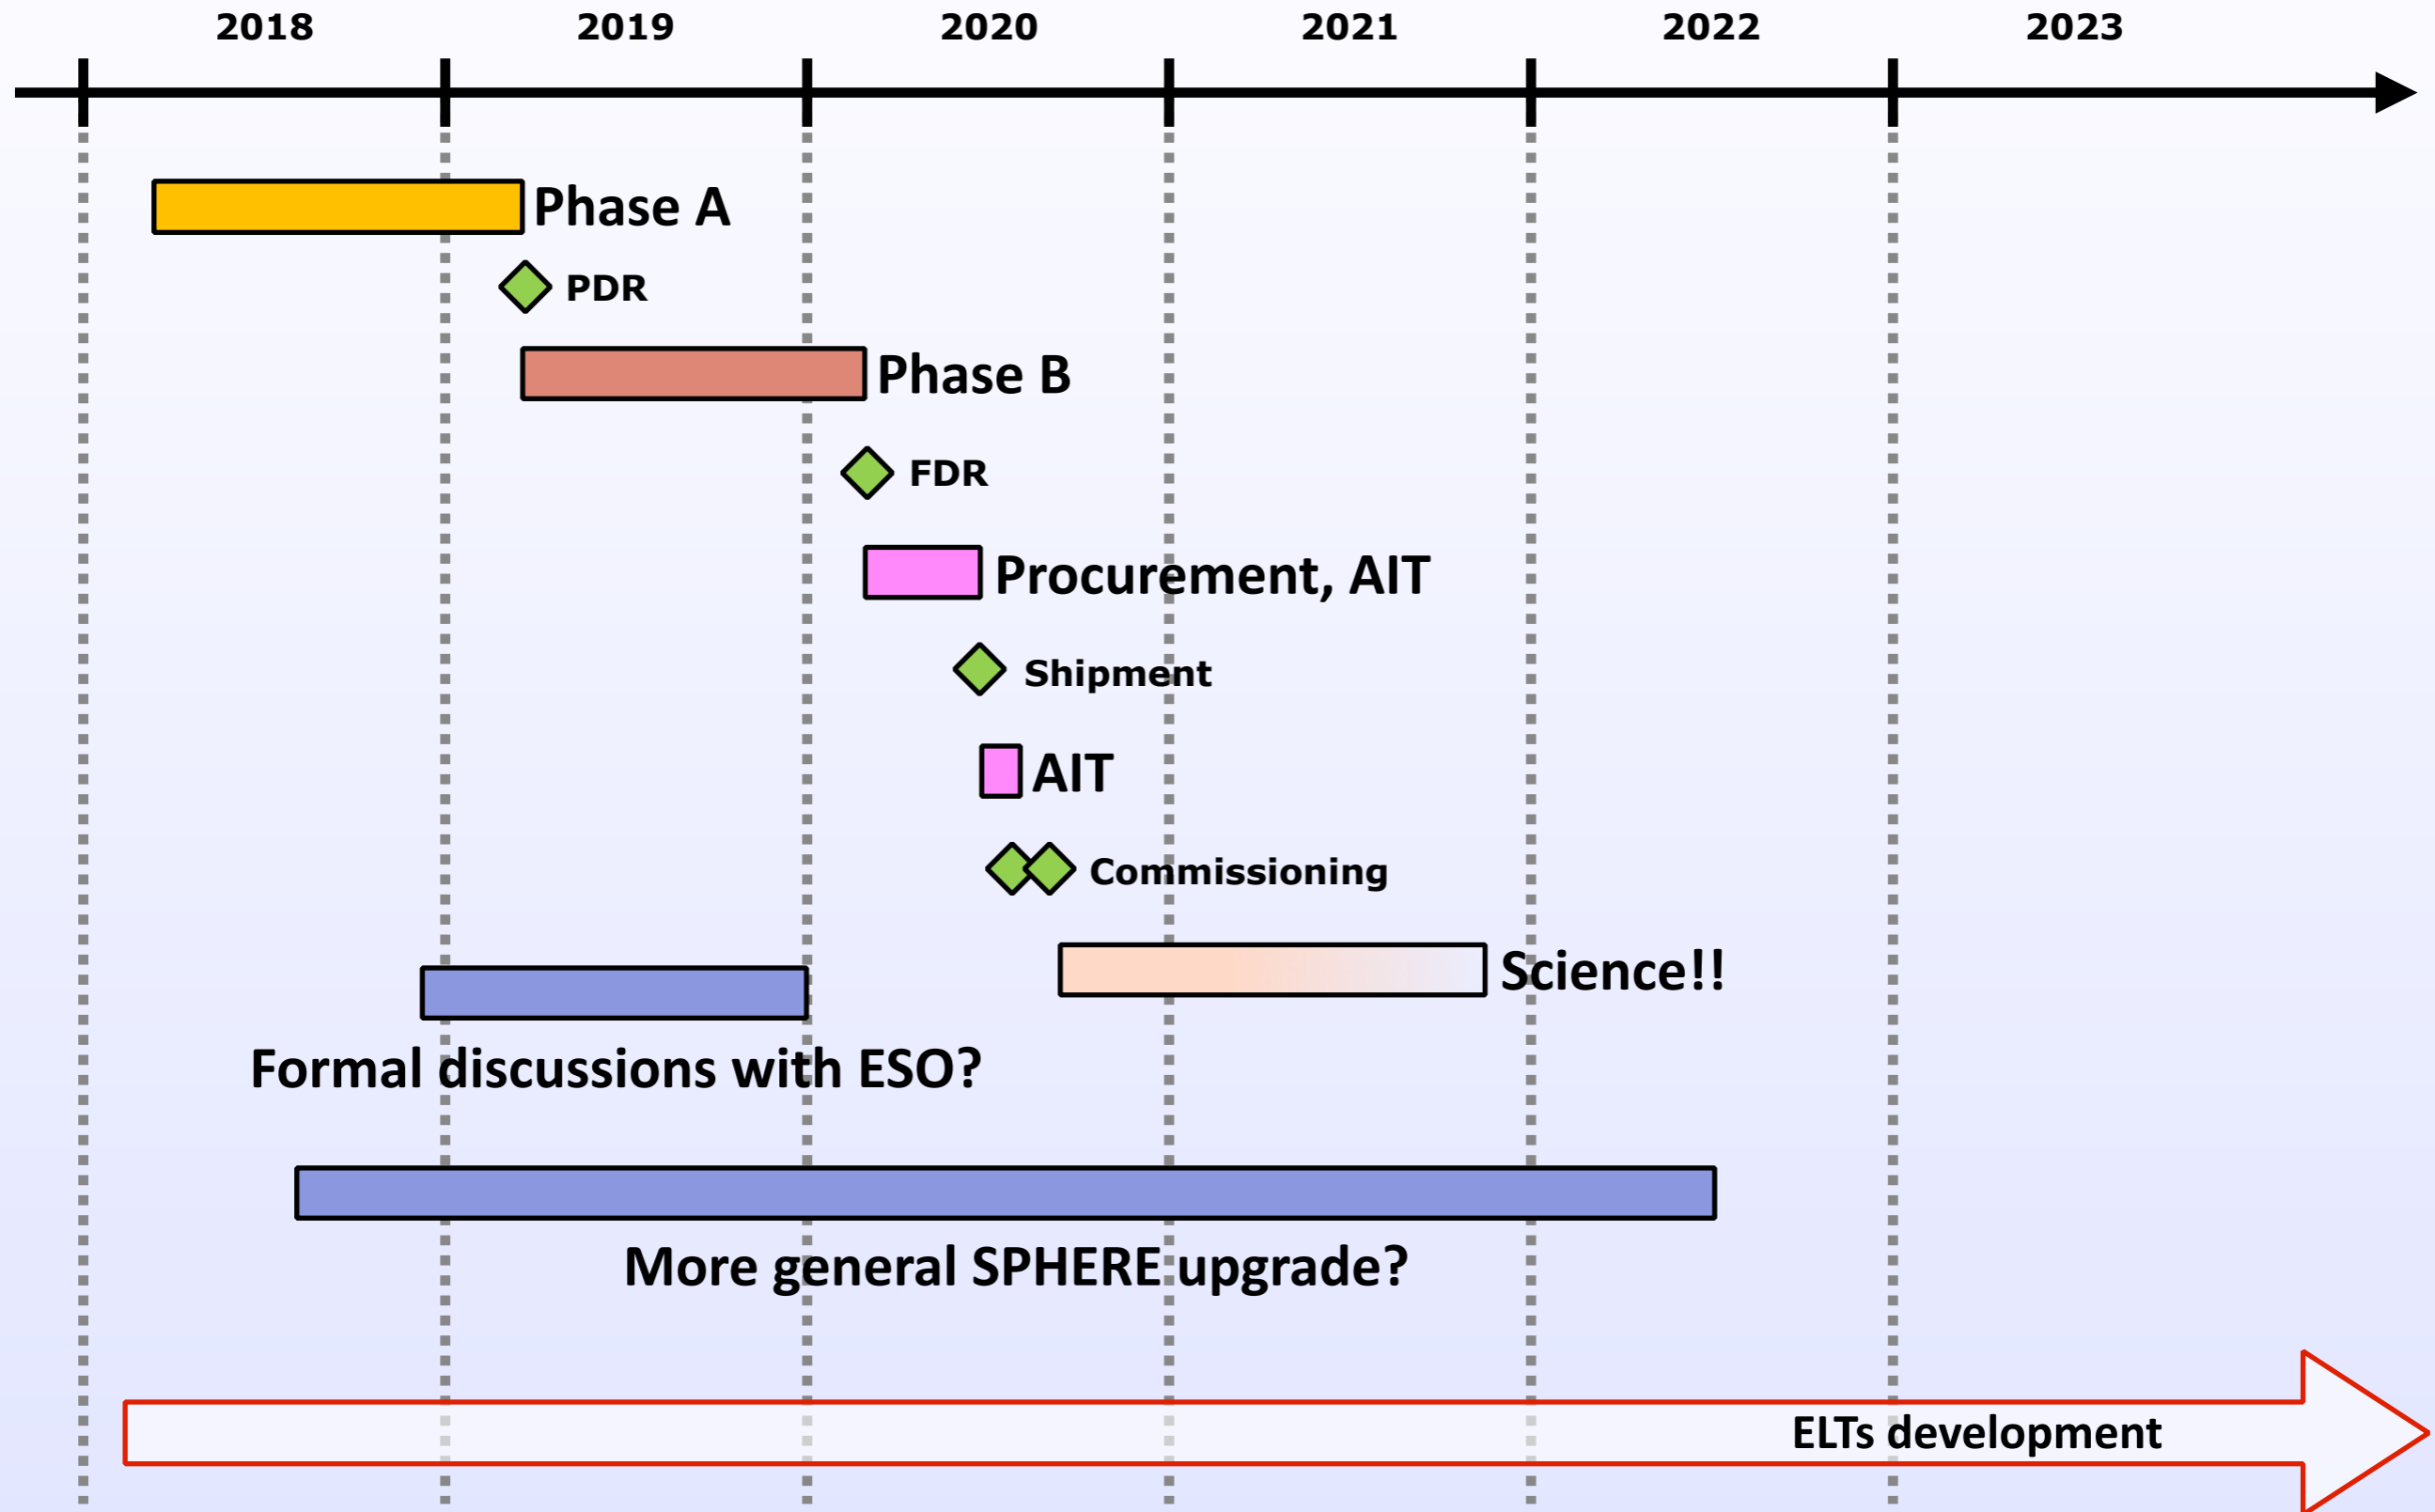 2018 2019 2020 2021 2022 2023
Phase A
PDR
Phase B
FDR
Procurement, AIT
Shipment
AIT
Commissioning
Science!!
Formal discussions with ESO?
More general SPHERE upgrade?
ELTs development